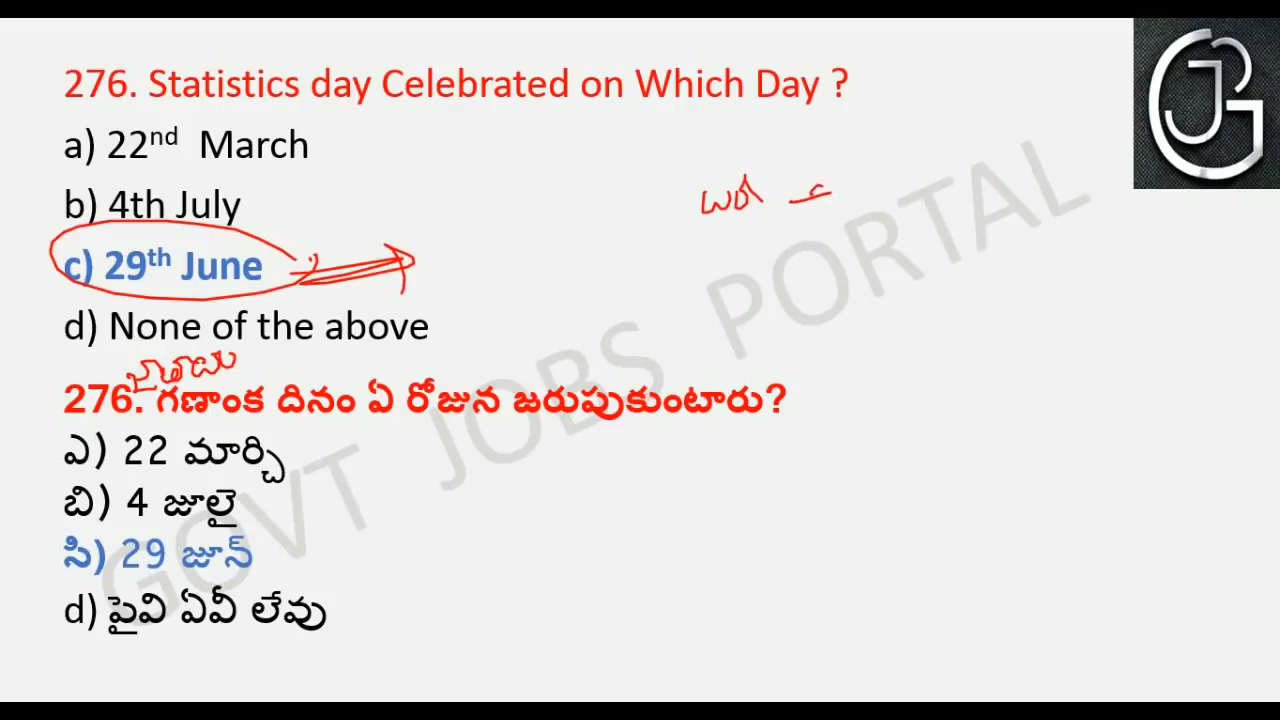 276. Statistics day Celebrated on Which Day ?
a) 22nd March
b) 4th July
c) 29th June
d) None of the above
276. గణాంక దినం ఏ రోజున జరుపుకుంటారు?
ఎ) 22 మార్చి
బి) 4 జూలై
సి) 29 జూన్
d) పైవి ఏవీ లేవు
GOVT JOBS PORTAL